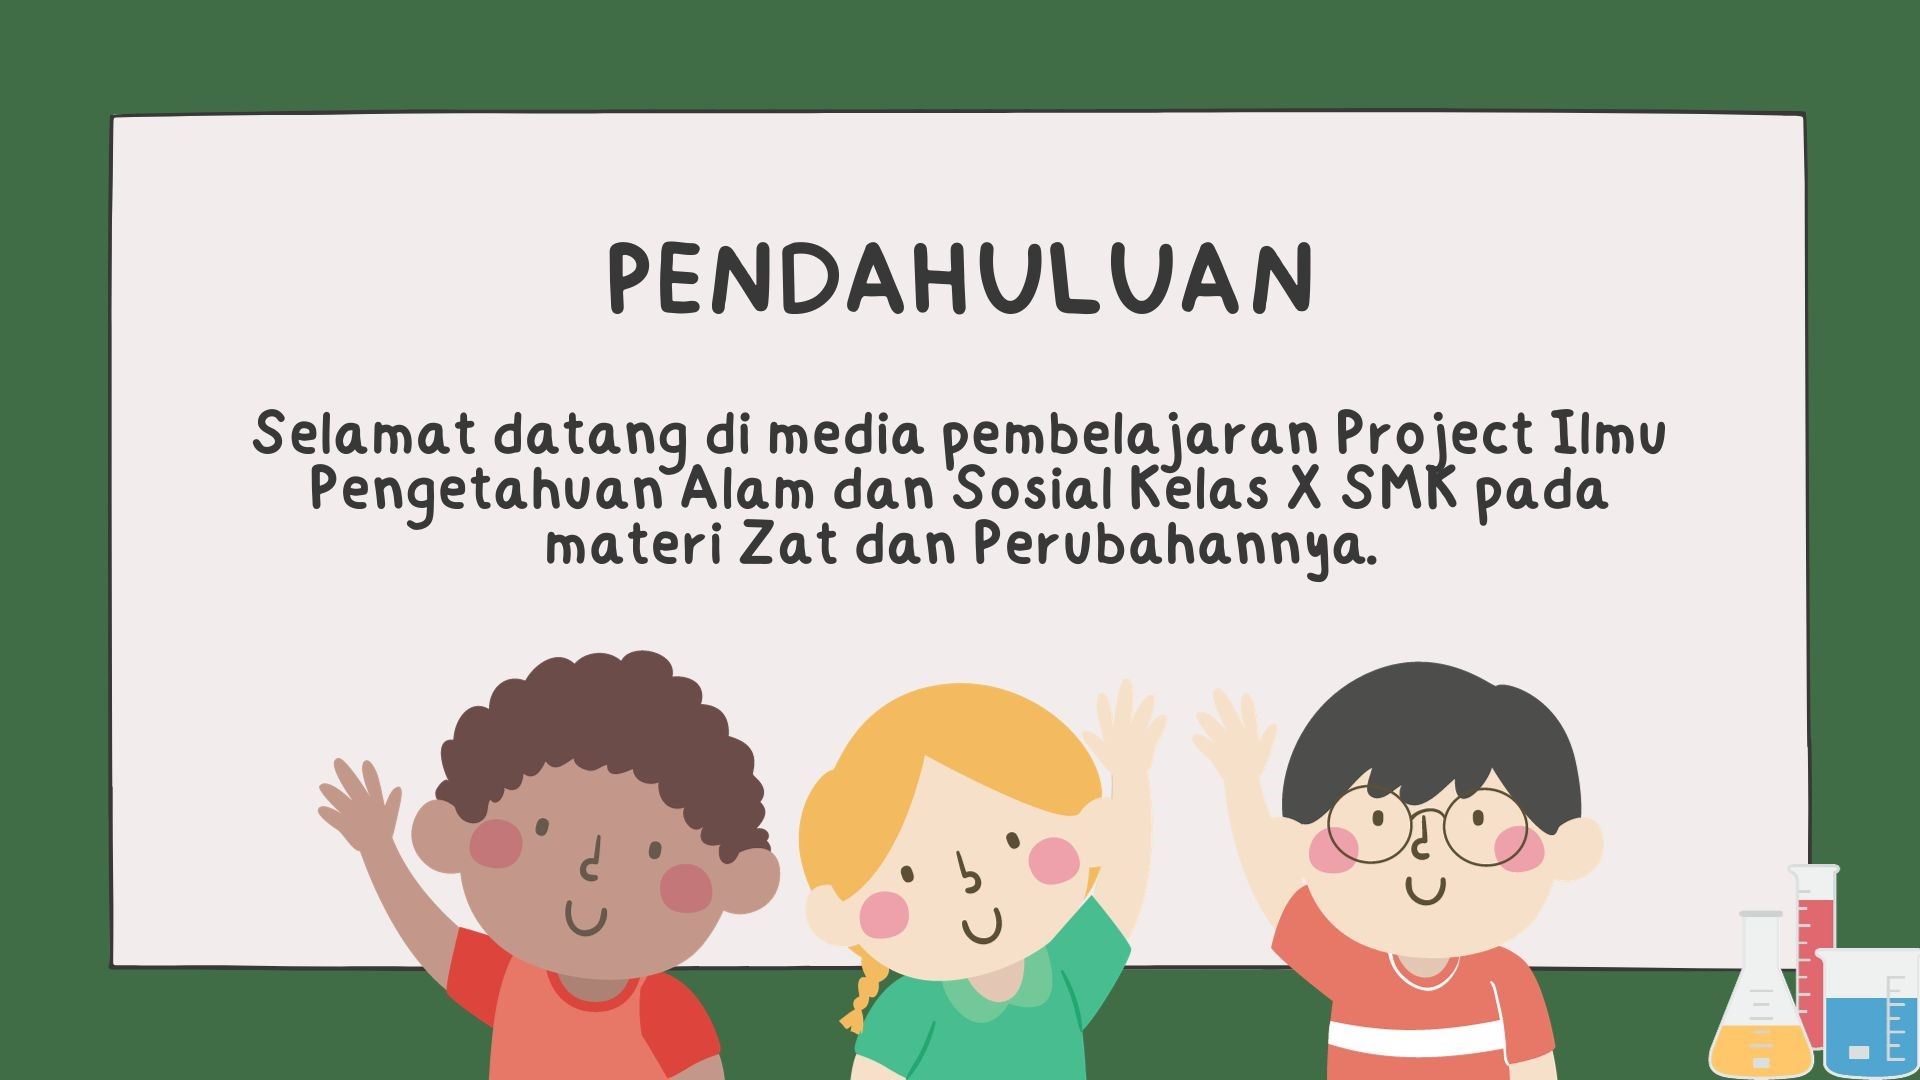 PENDAHULUAN
Selamat datang di media pembelajaran Project Ilmu
Pengetahuan Alam dan Sosial Kelas X SMK pada
materi Zat dan Perubahannya.